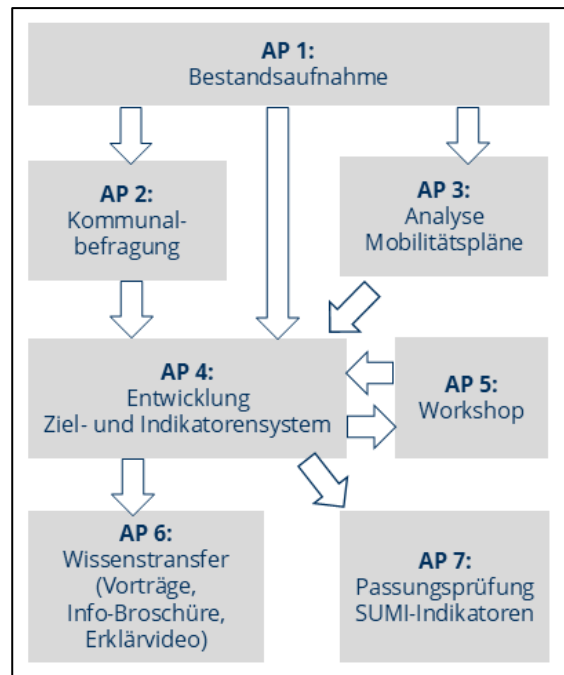 AP 1:
Bestandsaufnahme
AP 2:
Kommunal-
befragung
AP 3:
Analyse
Mobilitätspläne
AP 4:
Entwicklung
Ziel- und Indikatorensystem
AP 5:
Workshop
AP 6:
Wissenstransfer
(Vorträge,
Info-Broschüre,
Erklärvideo)
AP 7:
Passungsprüfung
SUMI-Indikatoren